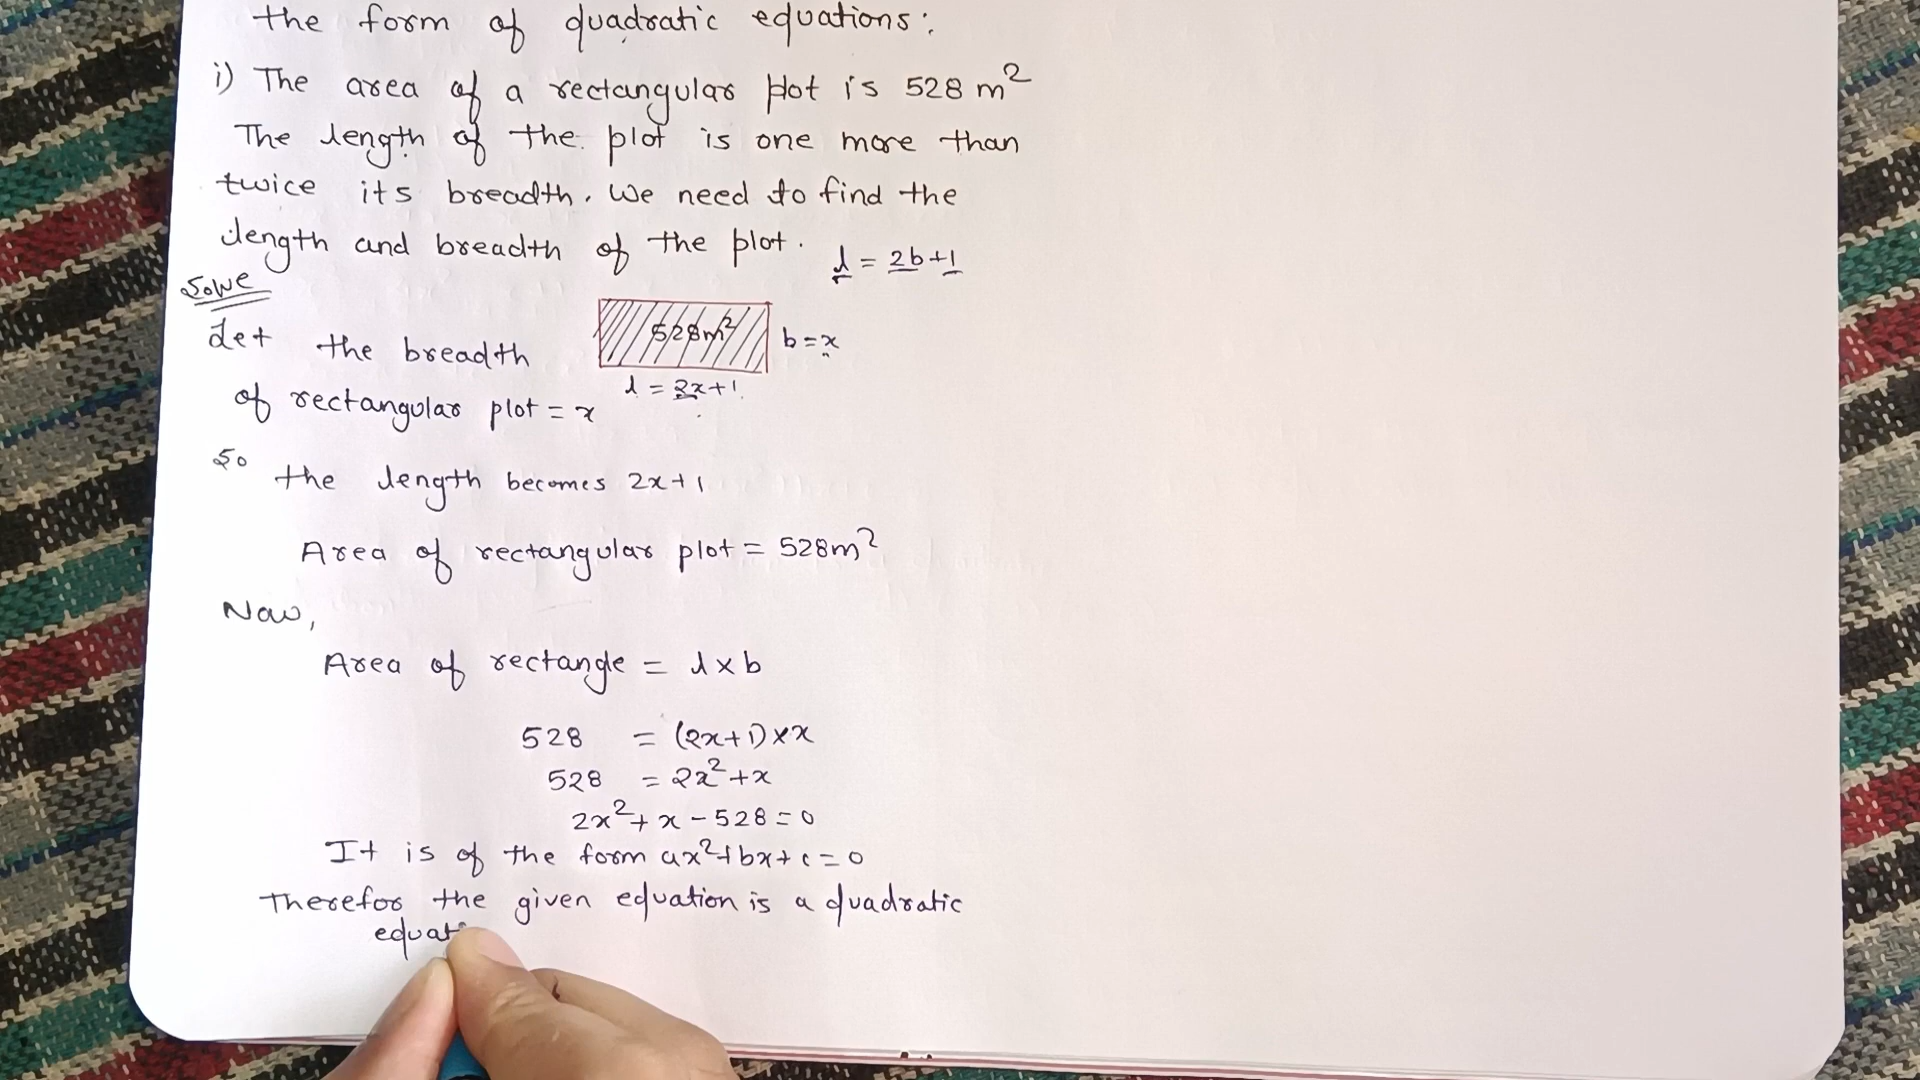 the form of quadratic equations:
i) The area of a rectangular plot is 528 m²
The length of the plot is one more than
twice its breadth. We need to find the
length and breadth of the plot.
l = 2b+1
Solve
528m²
b = x
l = 2x+1
Let the breadth
of rectangular plot = x
So the length becomes 2x+1
Area of rectangular plot = 528m²
Now,
Area of rectangle = l × b
528 = (2x+1)×x
528 = 2x²+x
2x²+x-528=0
It is of the form ax²+bx+c=0
Therefor the given equation is a quadratic
equati